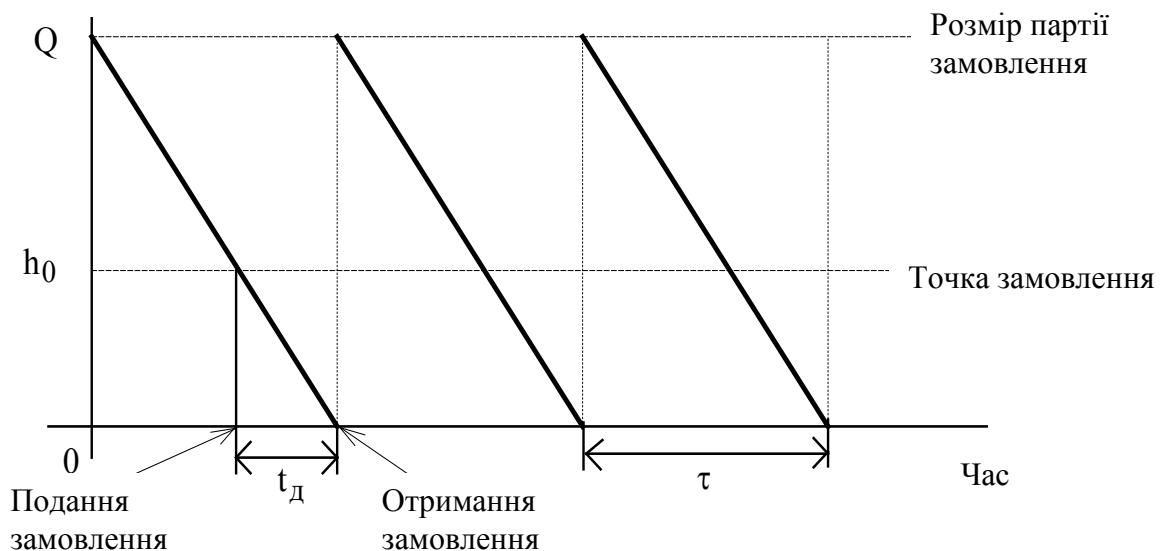 Q
Розмір партії
замовлення
h0
Точка замовлення
0
tд
τ
Час
Подання
замовлення
Отримання
замовлення